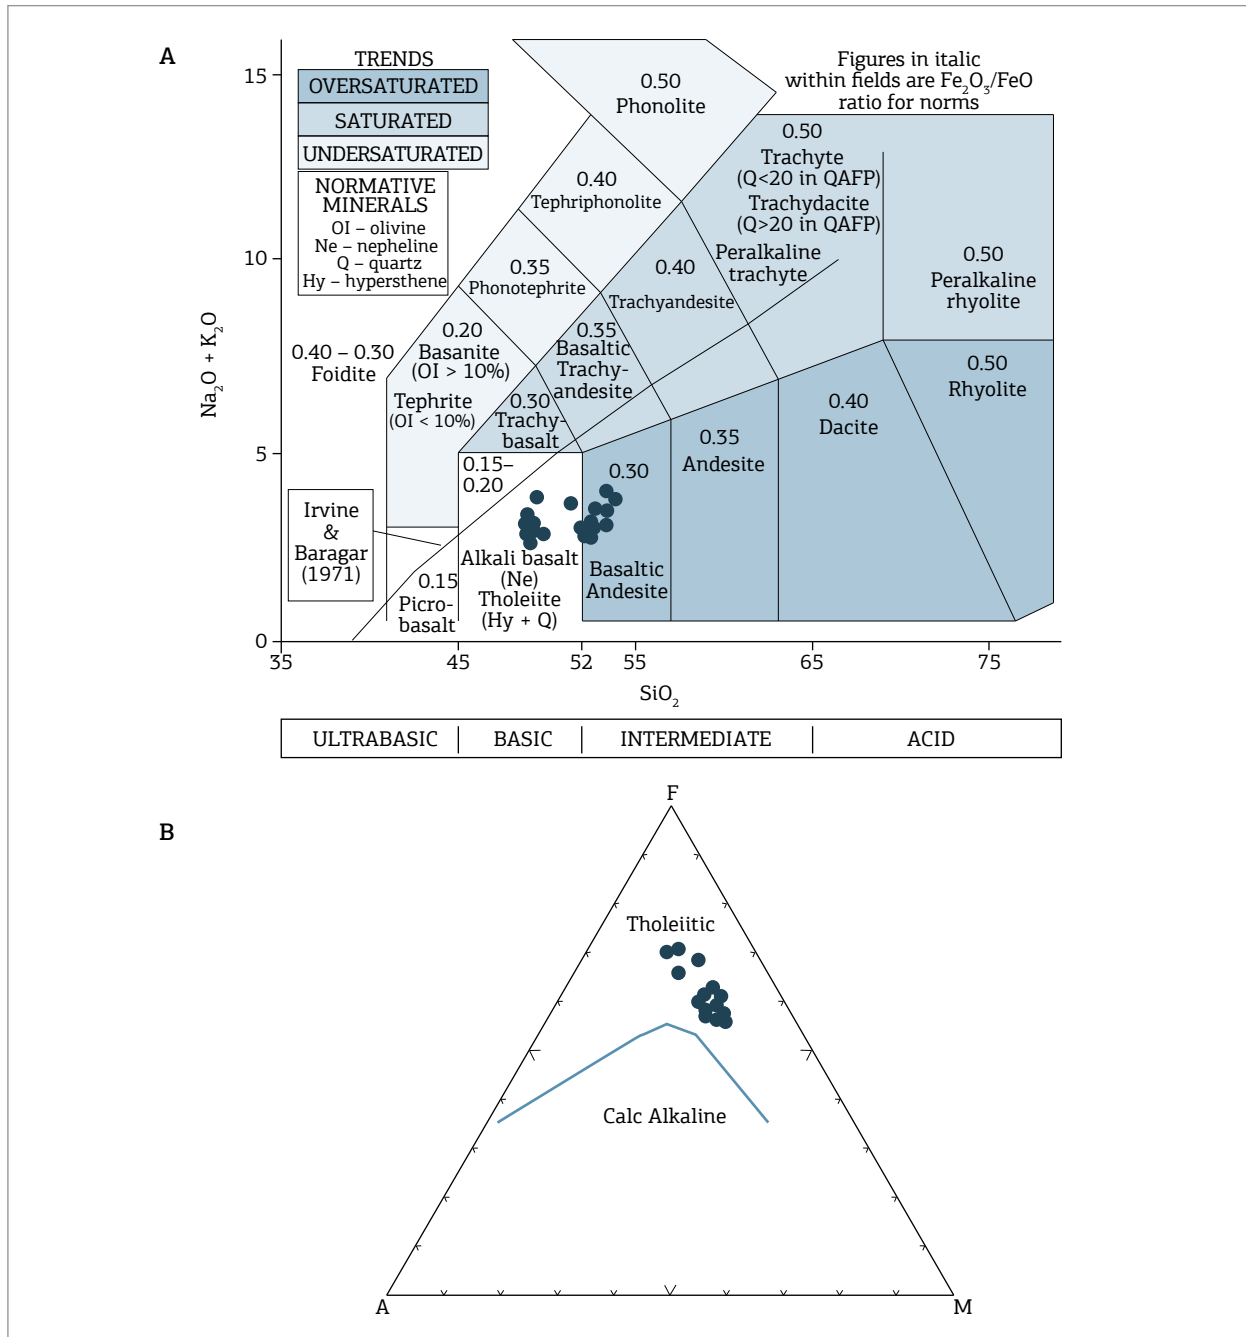 A
TRENDS
OVERSATURATED
SATURATED
UNDERSATURATED
NORMATIVE
MINERALS
OI – olivine
Ne – nepheline
Q – quartz
Hy – hypersthene
Figures in italic
within fields are Fe₂O₃/FeO
ratio for norms
0.50
Phonolite
0.50
Trachyte
(Q<20 in QAFP)
Trachydacite
(Q>20 in QAFP)
0.40
Tephriphonolite
Peralkaline
trachyte
0.50
Peralkaline
rhyolite
0.35
Phonotephrite
0.40
Trachyandesite
0.40 – 0.30
Foidite
0.20
Basanite
(OI > 10%)
Tephrite
(OI < 10%)
0.35
Basaltic
Trachy-
andesite
0.30
Trachy-
basalt
0.50
Rhyolite
0.40
Dacite
0.35
Andesite
0.15–
0.20
0.30
Irvine
&
Baragar
(1971)
0.15
Picro-
basalt
Alkali basalt
(Ne)
Tholeiite
(Hy + Q)
Basaltic
Andesite
15
10
5
0
Na₂O + K₂O
35
45
52
55
65
75
SiO₂
ULTRABASIC
BASIC
INTERMEDIATE
ACID
B
F
Tholeiitic
Calc Alkaline
A
M